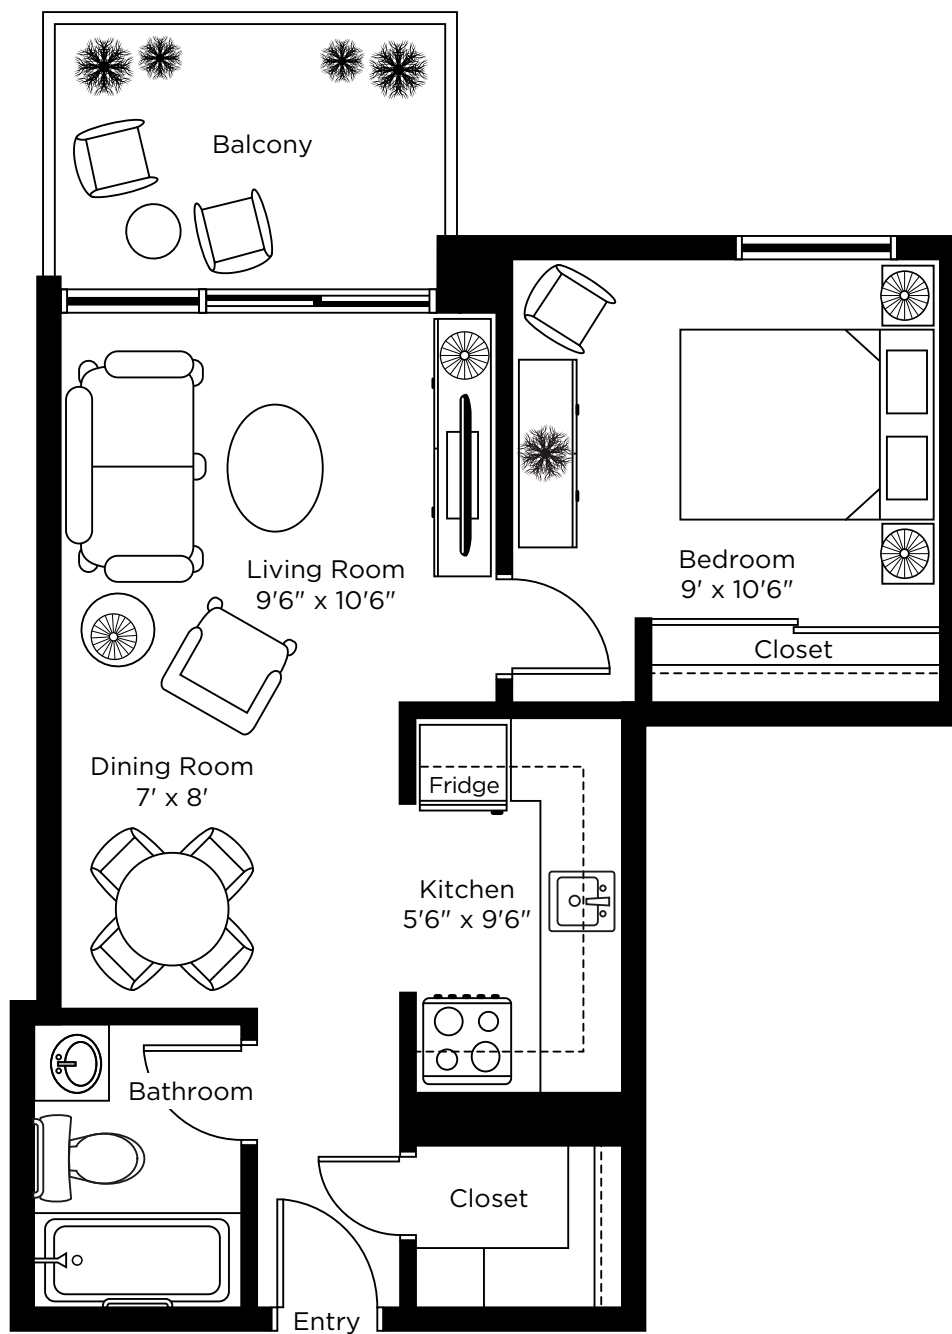 Balcony
Living Room
9'6" x 10'6"
Bedroom
9' x 10'6"
Closet
Dining Room
7' x 8'
Fridge
Kitchen
5'6" x 9'6"
Bathroom
Closet
Entry